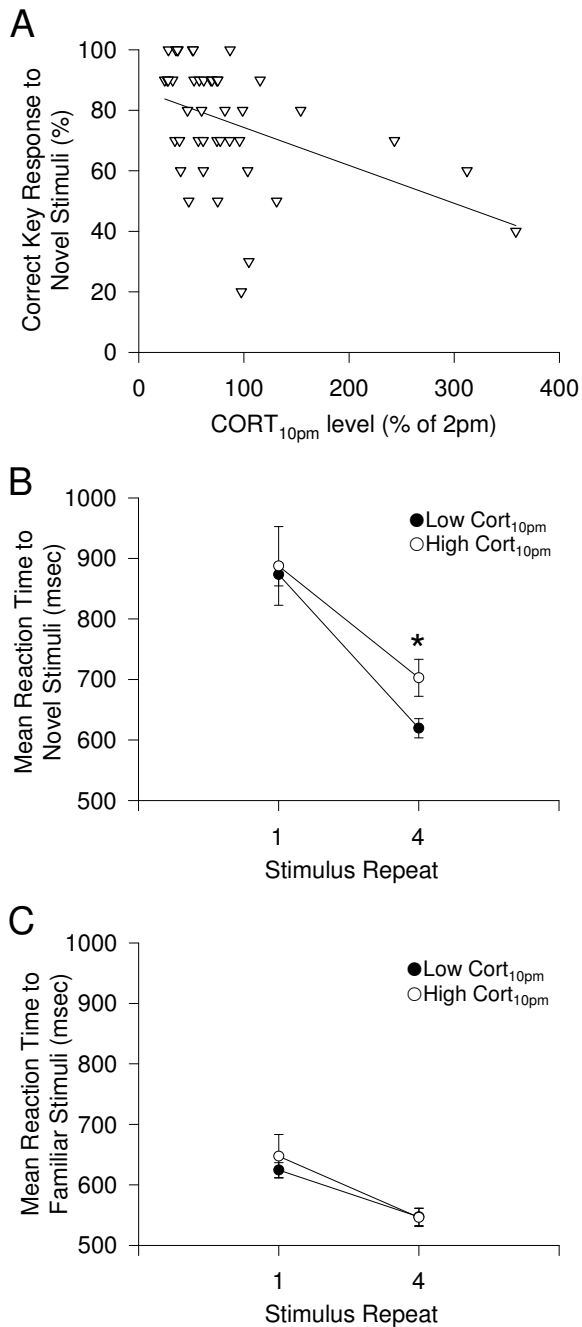 A
Correct Key Response to
Novel Stimuli (%)
100
80
60
40
20
0
0 100 200 300 400
CORT10pm level (% of 2pm)
B
Mean Reaction Time to
Novel Stimuli (msec)
1000
900
800
700
600
500
Low Cort10pm
High Cort10pm
*
1 4
Stimulus Repeat
C
Mean Reaction Time to
Familiar Stimuli (msec)
1000
900
800
700
600
500
Low Cort10pm
High Cort10pm
1 4
Stimulus Repeat